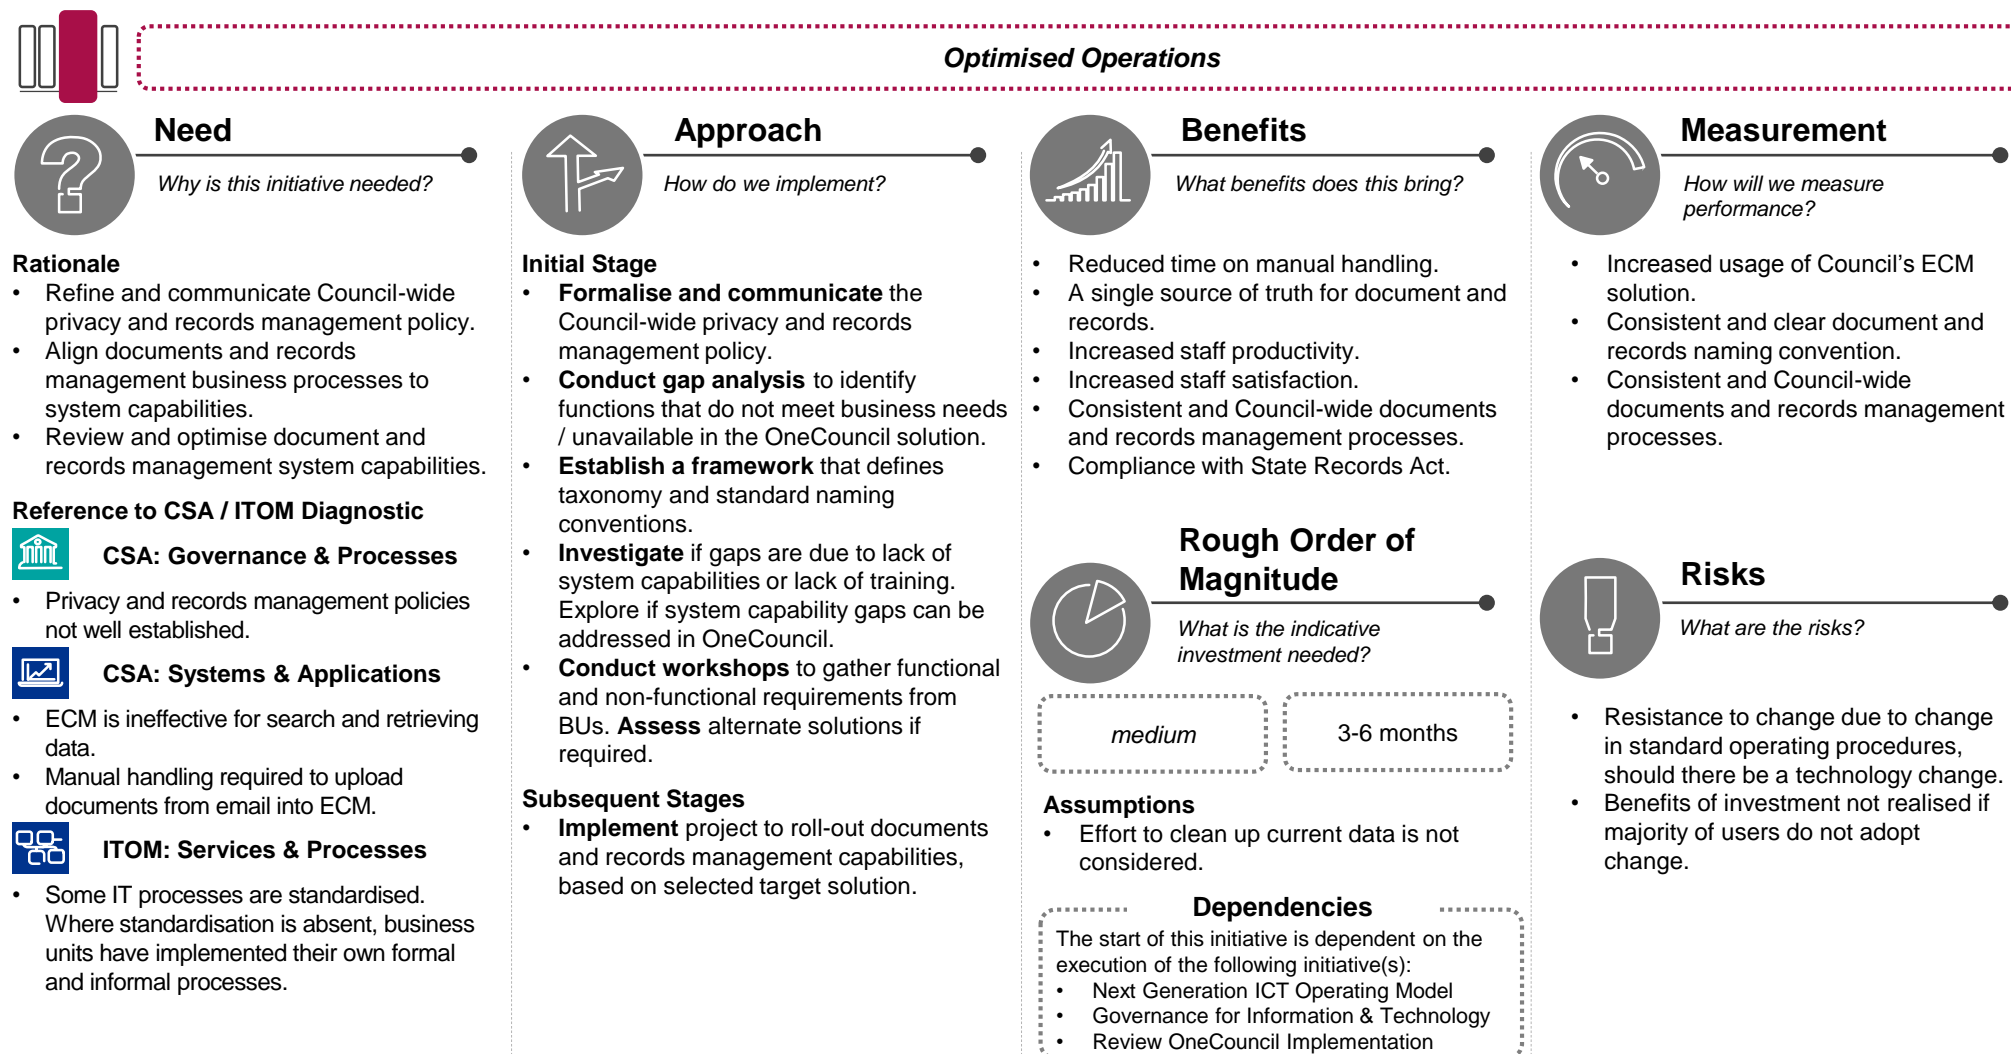 Optimised Operations
Need
Why is this initiative needed?
Rationale
• Refine and communicate Council-wide
privacy and records management policy.
• Align documents and records
management business processes to
system capabilities.
• Review and optimise document and
records management system capabilities.
Reference to CSA / ITOM Diagnostic
CSA: Governance & Processes
• Privacy and records management policies
not well established.
CSA: Systems & Applications
• ECM is ineffective for search and retrieving
data.
• Manual handling required to upload
documents from email into ECM.
ITOM: Services & Processes
• Some IT processes are standardised.
Where standardisation is absent, business
units have implemented their own formal
and informal processes.
Approach
How do we implement?
Initial Stage
• Formalise and communicate the
Council-wide privacy and records
management policy.
• Conduct gap analysis to identify
functions that do not meet business needs
/ unavailable in the OneCouncil solution.
• Establish a framework that defines
taxonomy and standard naming
conventions.
• Investigate if gaps are due to lack of
system capabilities or lack of training.
Explore if system capability gaps can be
addressed in OneCouncil.
• Conduct workshops to gather functional
and non-functional requirements from
BUs. Assess alternate solutions if
required.
Subsequent Stages
• Implement project to roll-out documents
and records management capabilities,
based on selected target solution.
Benefits
What benefits does this bring?
• Reduced time on manual handling.
• A single source of truth for document and
records.
• Increased staff productivity.
• Increased staff satisfaction.
• Consistent and Council-wide documents
and records management processes.
• Compliance with State Records Act.
Rough Order of
Magnitude
What is the indicative
investment needed?
medium
3-6 months
Assumptions
• Effort to clean up current data is not
considered.
Dependencies
The start of this initiative is dependent on the
execution of the following initiative(s):
• Next Generation ICT Operating Model
• Governance for Information & Technology
• Review OneCouncil Implementation
Measurement
How will we measure
performance?
• Increased usage of Council's ECM
solution.
• Consistent and clear document and
records naming convention.
• Consistent and Council-wide
documents and records management
processes.
Risks
What are the risks?
• Resistance to change due to change
in standard operating procedures,
should there be a technology change.
• Benefits of investment not realised if
majority of users do not adopt
change.